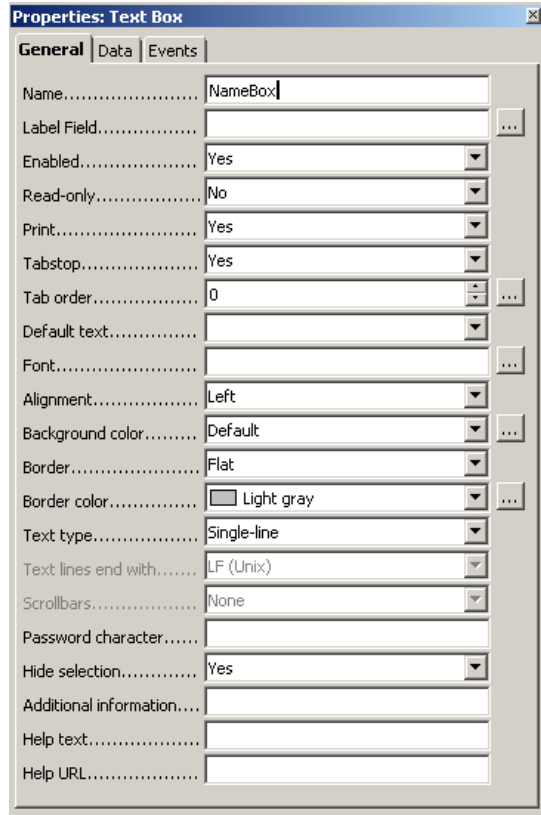 Properties: Text Box
General Data Events
Name...................... NameBox
Label Field................. ...
Enabled.................... Yes
Read-only................. No
Print........................ Yes
Tabstop.................... Yes
Tab order.................. 0 ...
Default text...............
Font......................... ...
Alignment.................. Left
Background color......... Default ...
Border...................... Flat
Border color............... Light gray ...
Text type.................. Single-line
Text lines end with....... LF (Unix)
Scrollbars.................. None
Password character......
Hide selection............. Yes
Additional information....
Help text...................
Help URL....................